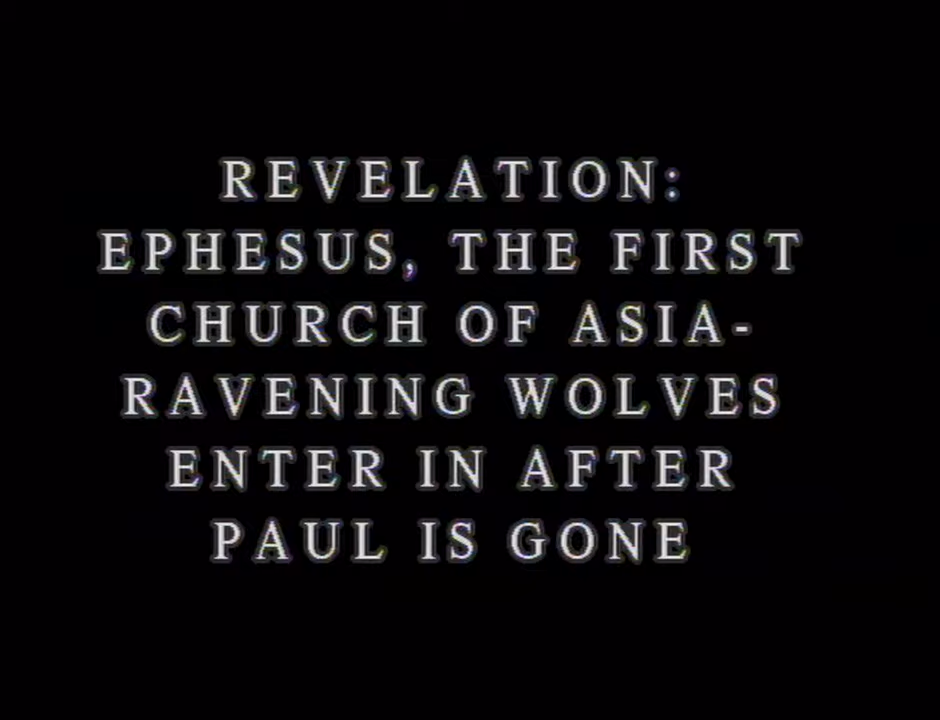 REVELATION:
EPHESUS, THE FIRST
CHURCH OF ASIA-
RAVENING WOLVES
ENTER IN AFTER
PAUL IS GONE